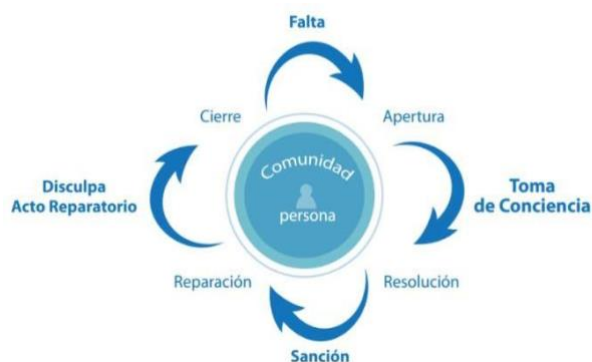 Falta
Cierre
Apertura
Comunidad
persona
Disculpa
Acto Reparatorio
Toma
de Conciencia
Reparación
Resolución
Sanción